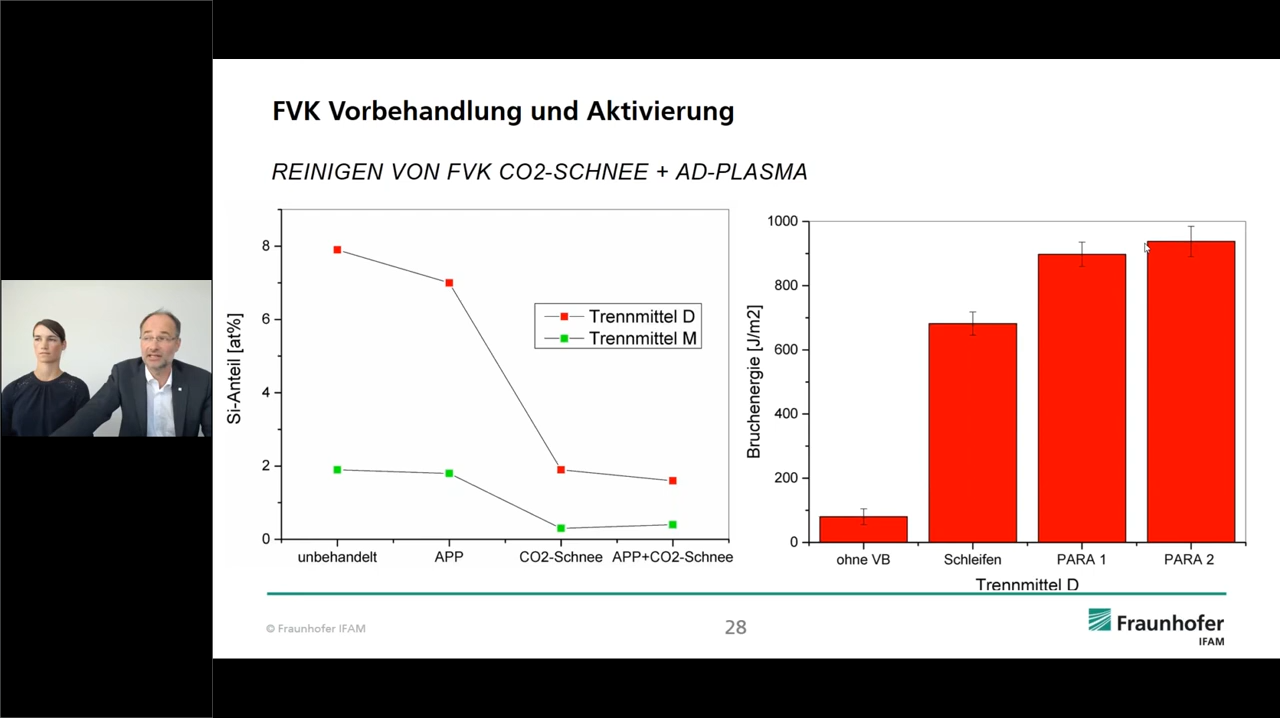 FVK Vorbehandlung und Aktivierung
REINIGEN VON FVK CO2-SCHNEE + AD-PLASMA
Si-Anteil [at%]
8
6
4
2
0
Trennmittel D
Trennmittel M
unbehandelt APP CO2-Schnee APP+CO2-Schnee
Bruchenergie [J/m2]
1000
800
600
400
200
0
ohne VB Schleifen PARA 1 PARA 2
Trennmittel D
© Fraunhofer IFAM
28
Fraunhofer
IFAM